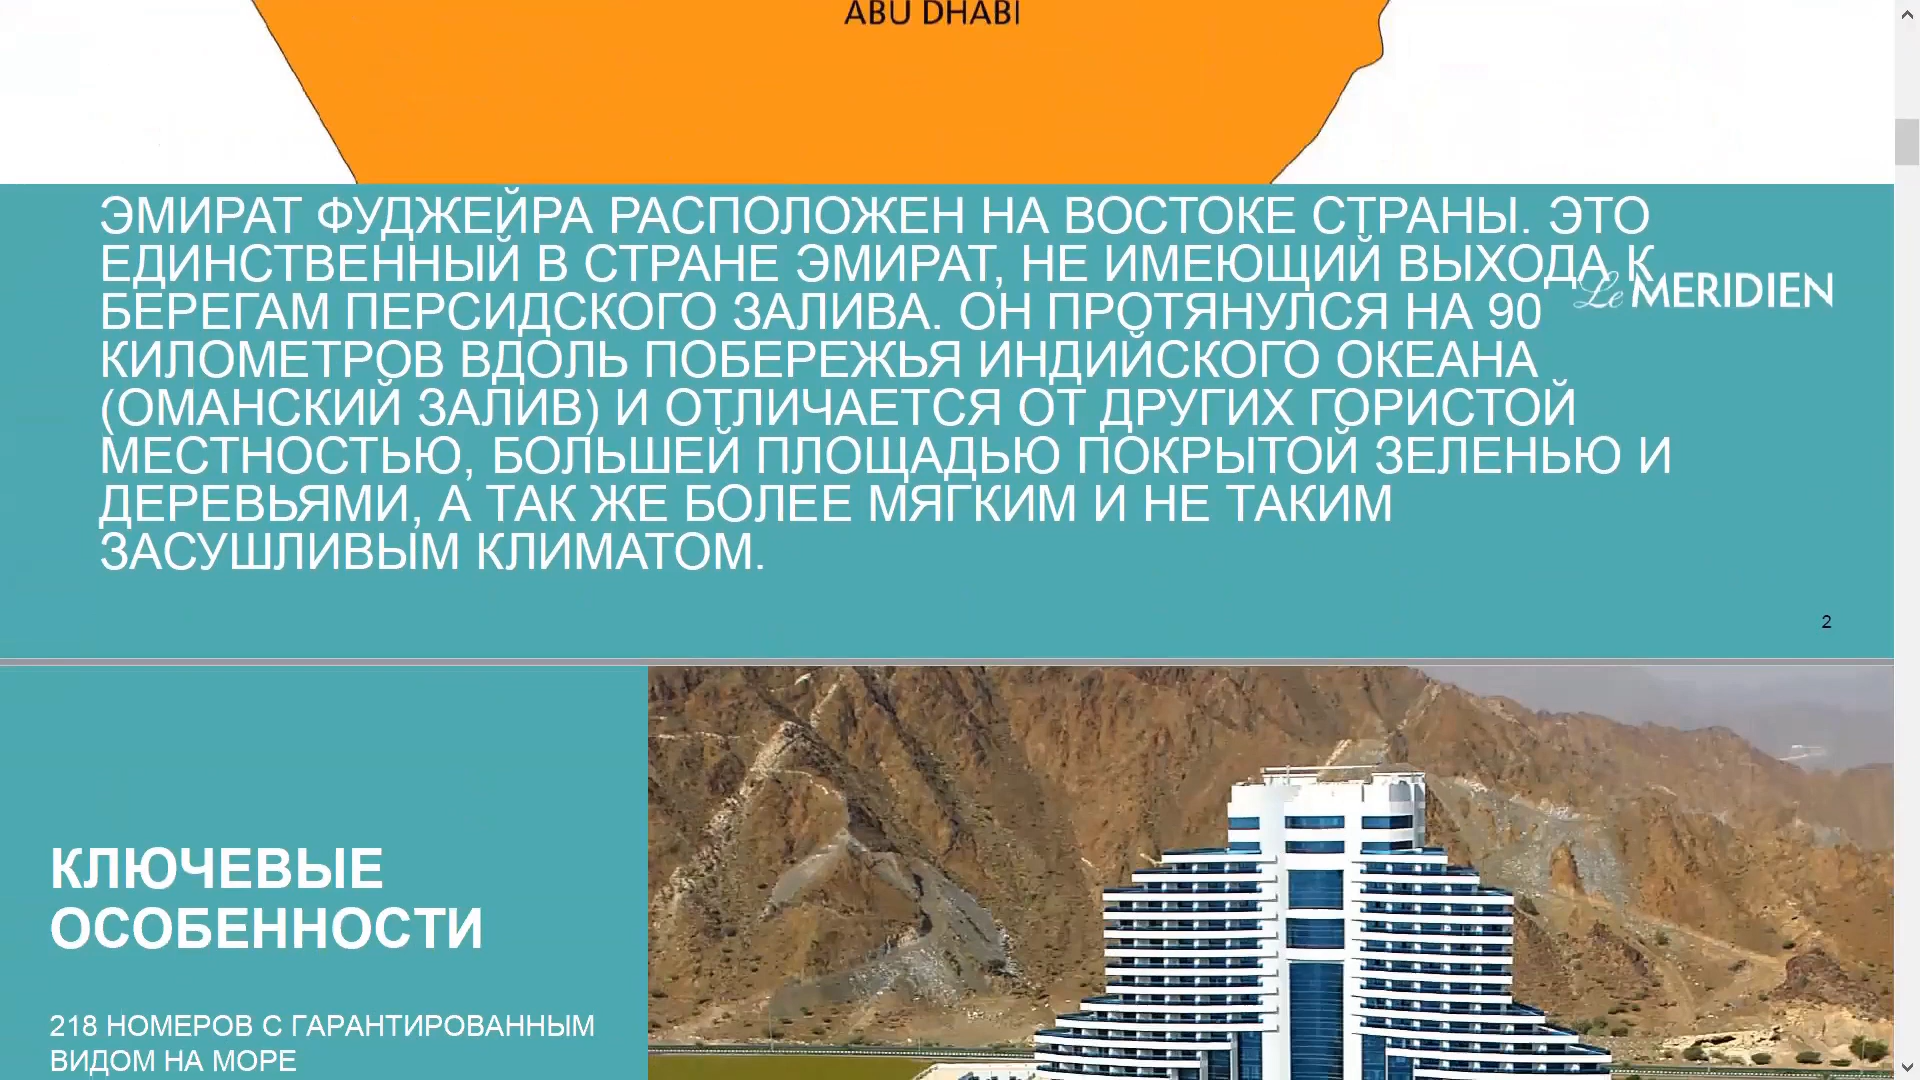 ABU DHABI
ЭМИРАТ ФУДЖЕЙРА РАСПОЛОЖЕН НА ВОСТОКЕ СТРАНЫ. ЭТО
ЕДИНСТВЕННЫЙ В СТРАНЕ ЭМИРАТ, НЕ ИМЕЮЩИЙ ВЫХОДА К
Le MERIDIEN
БЕРЕГАМ ПЕРСИДСКОГО ЗАЛИВА. ОН ПРОТЯНУЛСЯ НА 90
КИЛОМЕТРОВ ВДОЛЬ ПОБЕРЕЖЬЯ ИНДИЙСКОГО ОКЕАНА
(ОМАНСКИЙ ЗАЛИВ) И ОТЛИЧАЕТСЯ ОТ ДРУГИХ ГОРИСТОЙ
МЕСТНОСТЬЮ, БОЛЬШЕЙ ПЛОЩАДЬЮ ПОКРЫТОЙ ЗЕЛЕНЬЮ И
ДЕРЕВЬЯМИ, А ТАК ЖЕ БОЛЕЕ МЯГКИМ И НЕ ТАКИМ
ЗАСУШЛИВЫМ КЛИМАТОМ.
2
КЛЮЧЕВЫЕ
ОСОБЕННОСТИ
218 НОМЕРОВ С ГАРАНТИРОВАННЫМ
ВИДОМ НА МОРЕ